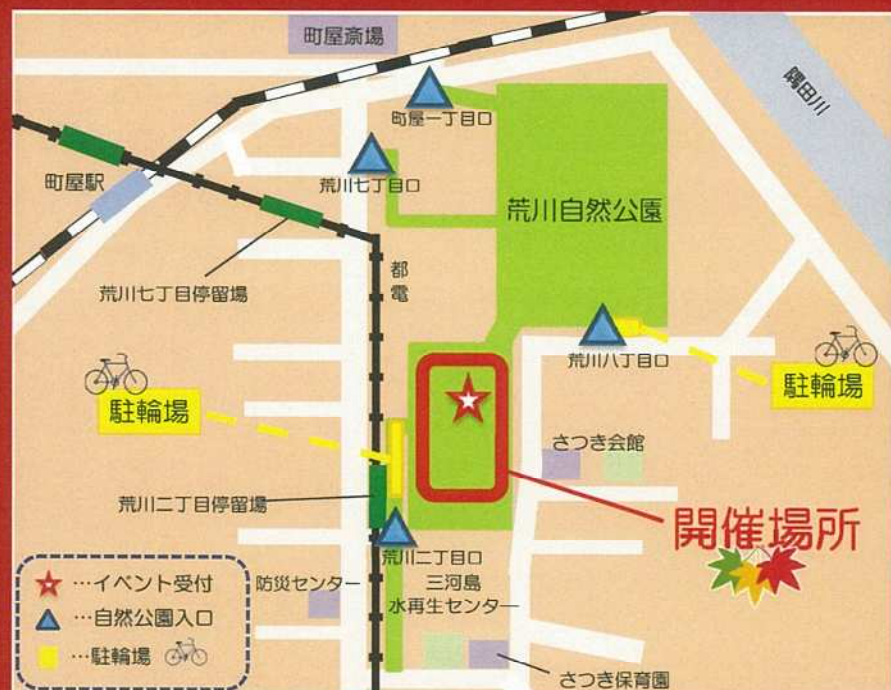 町屋斎場
隅田川
町屋一丁目口
町屋駅
荒川七丁目口
荒川自然公園
荒川七丁目停留場
都電
荒川八丁目口
駐輪場
駐輪場
さつき会館
荒川二丁目停留場
開催場所
荒川二丁目口
三河島
水再生センター
防災センター
さつき保育園
…イベント受付
…自然公園入口
…駐輪場